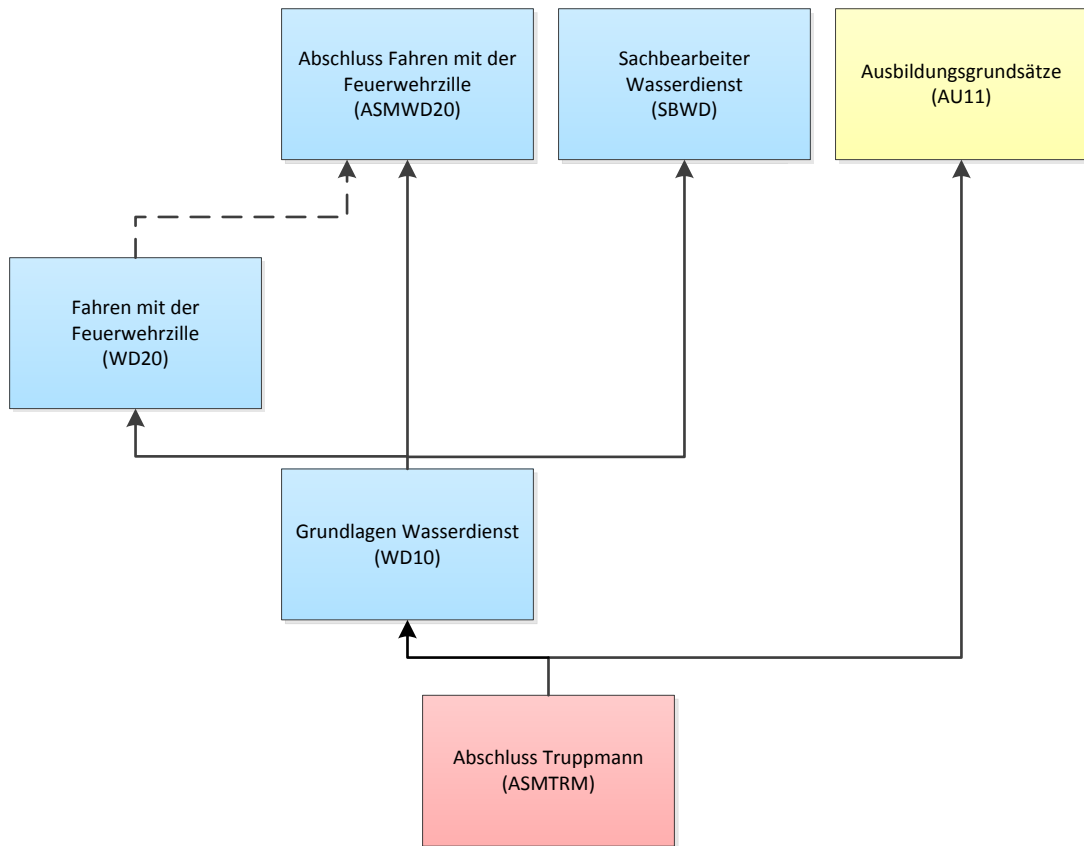 Abschluss Fahren mit der
Feuerwehrzille
(ASMWD20)
Sachbearbeiter
Wasserdienst
(SBWD)
Ausbildungsgrundsätze
(AU11)
Fahren mit der
Feuerwehrzille
(WD20)
Grundlagen Wasserdienst
(WD10)
Abschluss Truppmann
(ASMTRM)